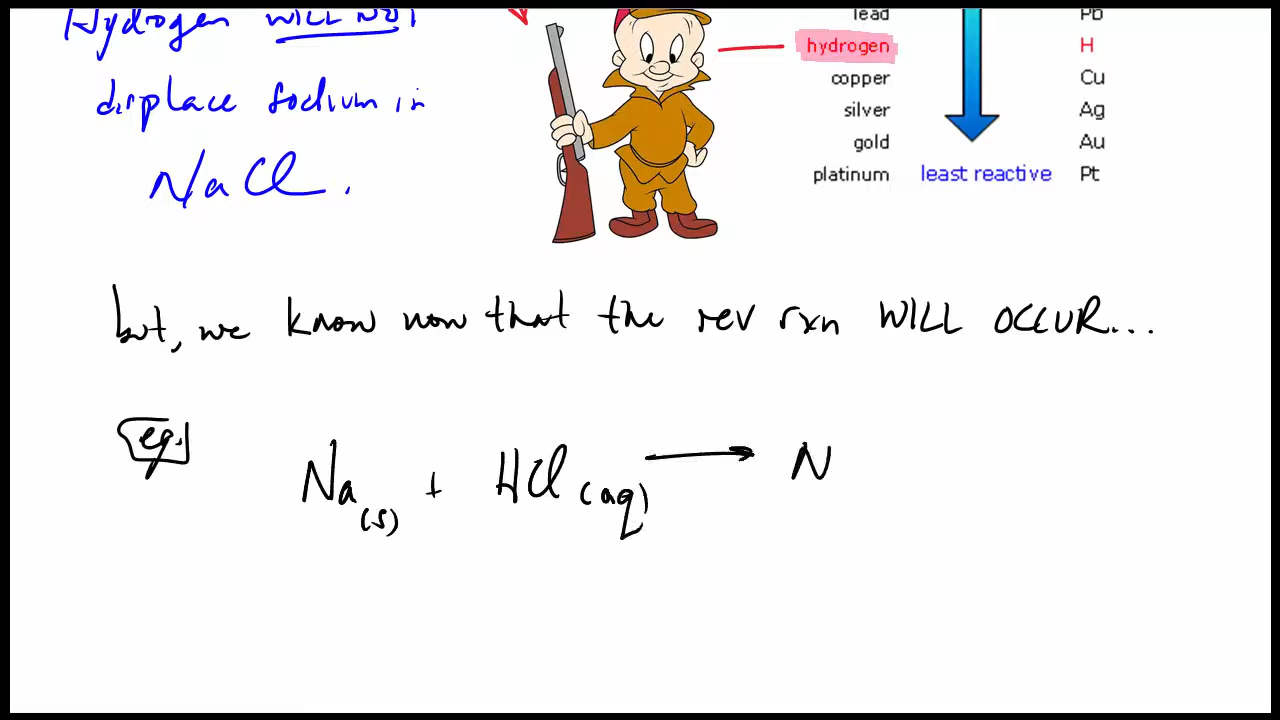 Hydrogen WILL NOT
displace sodium in
NaCl.
lead Pb
hydrogen H
copper Cu
silver Ag
gold Au
platinum least reactive Pt
but, we know now that the rev rxn WILL OCCUR...
eg.
Na(s) + HCl(aq) → N